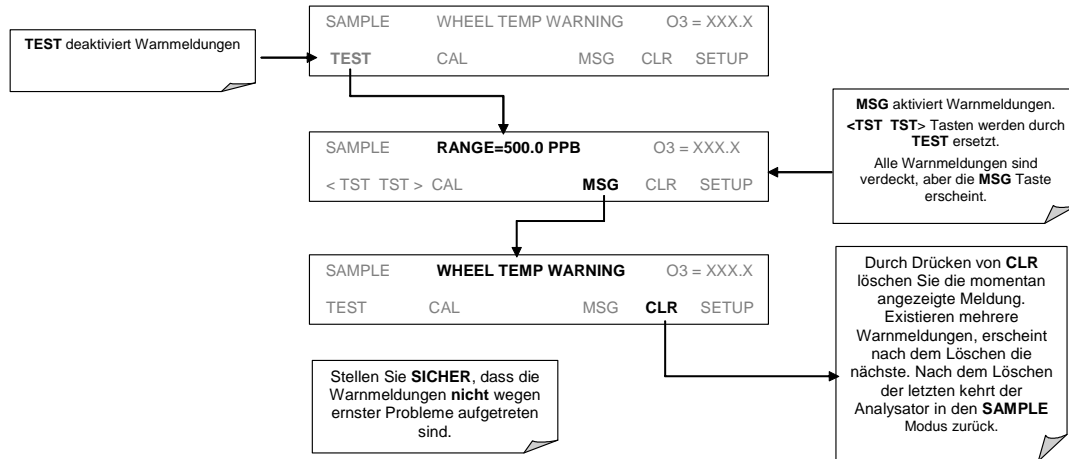 SAMPLE WHEEL TEMP WARNING O3 = XXX.X
TEST CAL MSG CLR SETUP
TEST deaktiviert Warnmeldungen
SAMPLE RANGE=500.0 PPB O3 = XXX.X
< TST TST > CAL MSG CLR SETUP
MSG aktiviert Warnmeldungen.
<TST TST> Tasten werden durch
TEST ersetzt.
Alle Warnmeldungen sind
verdeckt, aber die MSG Taste
erscheint.
SAMPLE WHEEL TEMP WARNING O3 = XXX.X
TEST CAL MSG CLR SETUP
Durch Drücken von CLR
löschen Sie die momentan
angezeigte Meldung.
Existieren mehrere
Warnmeldungen, erscheint
nach dem Löschen die
nächste. Nach dem Löschen
der letzten kehrt der
Analysator in den SAMPLE
Modus zurück.
Stellen Sie SICHER, dass die
Warnmeldungen nicht wegen
ernster Probleme aufgetreten
sind.